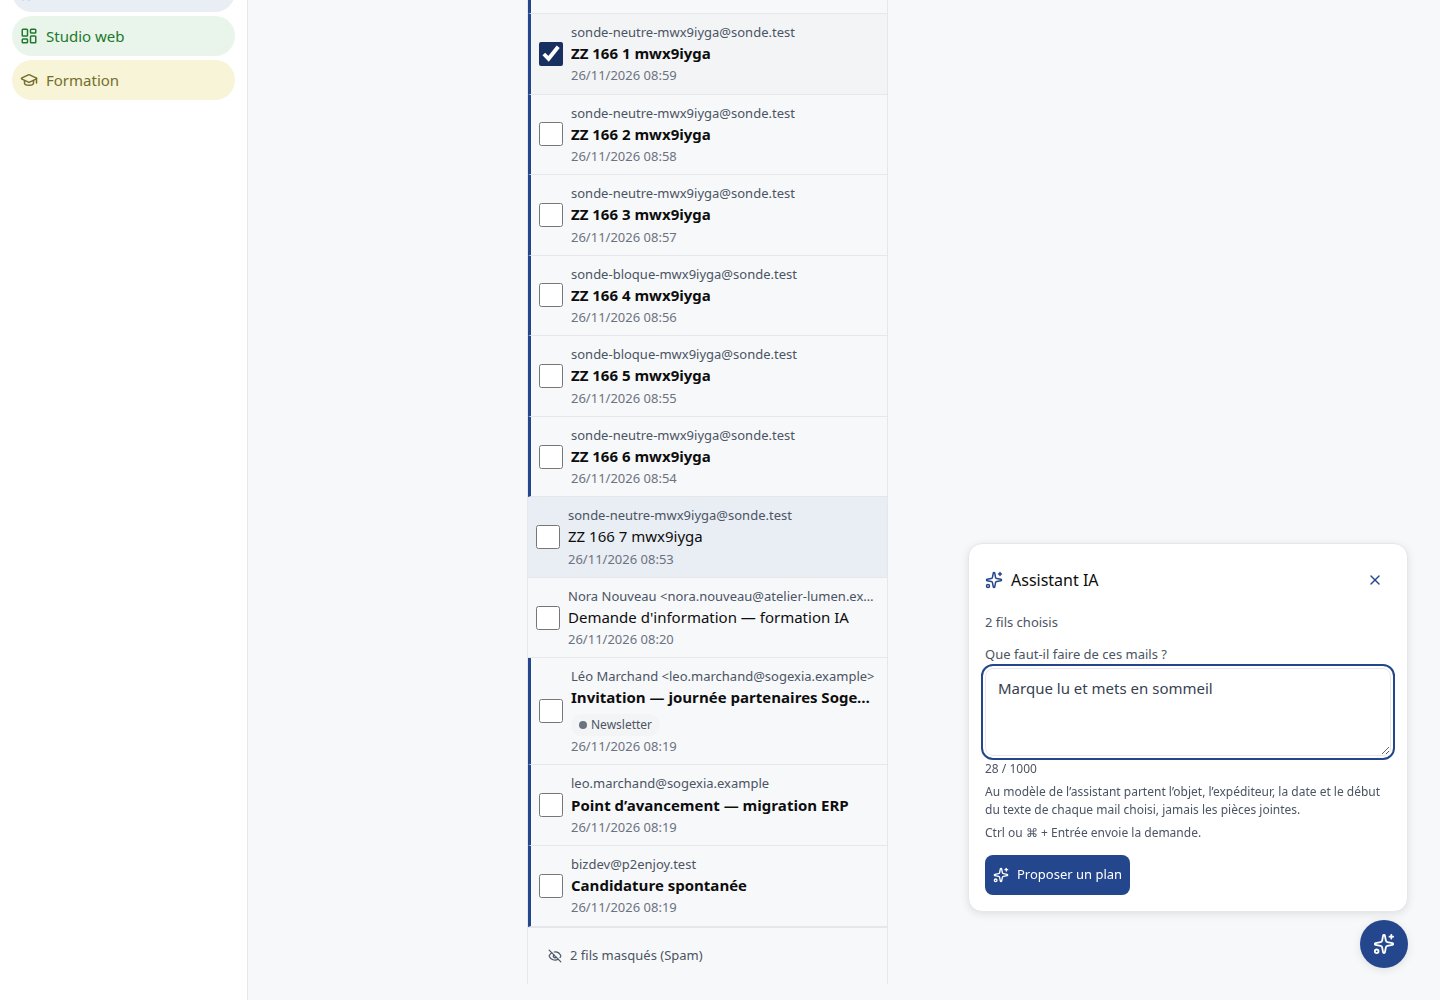 Studio web
Formation
sonde-neutre-mwx9iyga@sonde.test
ZZ 166 1 mwx9iyga
26/11/2026 08:59
sonde-neutre-mwx9iyga@sonde.test
ZZ 166 2 mwx9iyga
26/11/2026 08:58
sonde-neutre-mwx9iyga@sonde.test
ZZ 166 3 mwx9iyga
26/11/2026 08:57
sonde-bloque-mwx9iyga@sonde.test
ZZ 166 4 mwx9iyga
26/11/2026 08:56
sonde-bloque-mwx9iyga@sonde.test
ZZ 166 5 mwx9iyga
26/11/2026 08:55
sonde-neutre-mwx9iyga@sonde.test
ZZ 166 6 mwx9iyga
26/11/2026 08:54
sonde-neutre-mwx9iyga@sonde.test
ZZ 166 7 mwx9iyga
26/11/2026 08:53
Nora Nouveau <nora.nouveau@atelier-lumen.ex...
Demande d'information — formation IA
26/11/2026 08:20
Léo Marchand <leo.marchand@sogexia.example>
Invitation — journée partenaires Soge...
Newsletter
26/11/2026 08:19
leo.marchand@sogexia.example
Point d’avancement — migration ERP
26/11/2026 08:19
bizdev@p2enjoy.test
Candidature spontanée
26/11/2026 08:19
2 fils masqués (Spam)
Assistant IA
2 fils choisis
Que faut-il faire de ces mails ?
Marque lu et mets en sommeil
28 / 1000
Au modèle de l’assistant partent l’objet, l’expéditeur, la date et le début
du texte de chaque mail choisi, jamais les pièces jointes.
Ctrl ou ⌘ + Entrée envoie la demande.
Proposer un plan